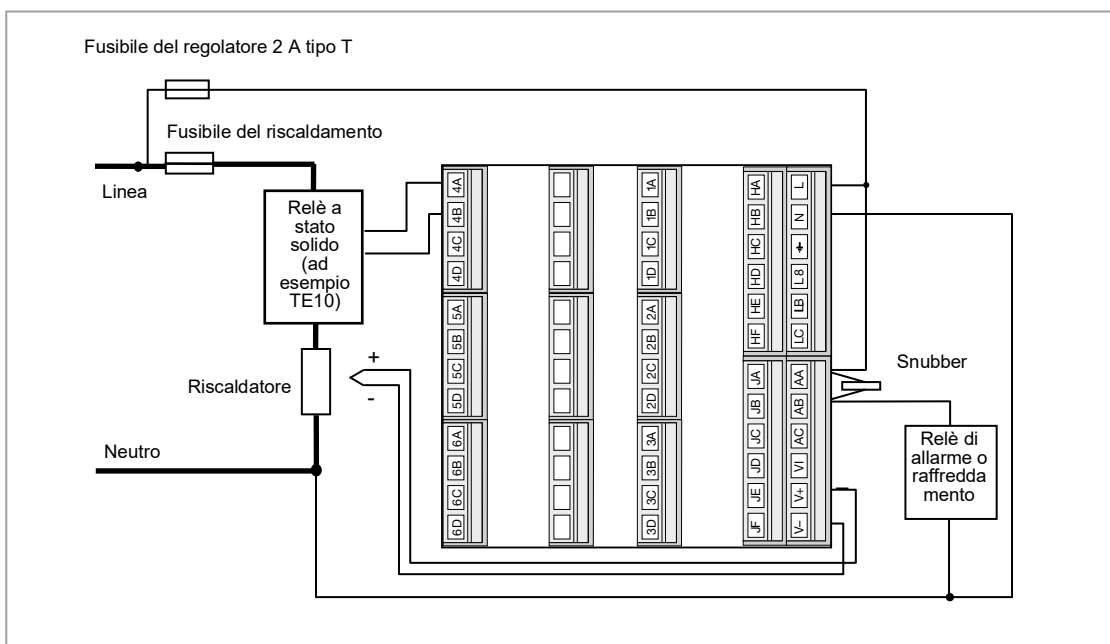 Fusibile del regolatore 2 A tipo T
Fusibile del riscaldamento
Linea
Relè a
stato
solido
(ad
esempio
TE10)
Riscaldatore
+
-
Neutro
4A
4B
4C
4D
5A
5B
5C
5D
6A
6B
6C
6D
1A
1B
1C
1D
2A
2B
2C
2D
3A
3B
3C
3D
HA
HB
HC
HD
HE
HF
JA
JB
JC
JD
JE
JF
L
N
L8
LB
LC
AA
AB
AC
VI
V+
V−
Snubber
Relè di
allarme o
raffredda
mento